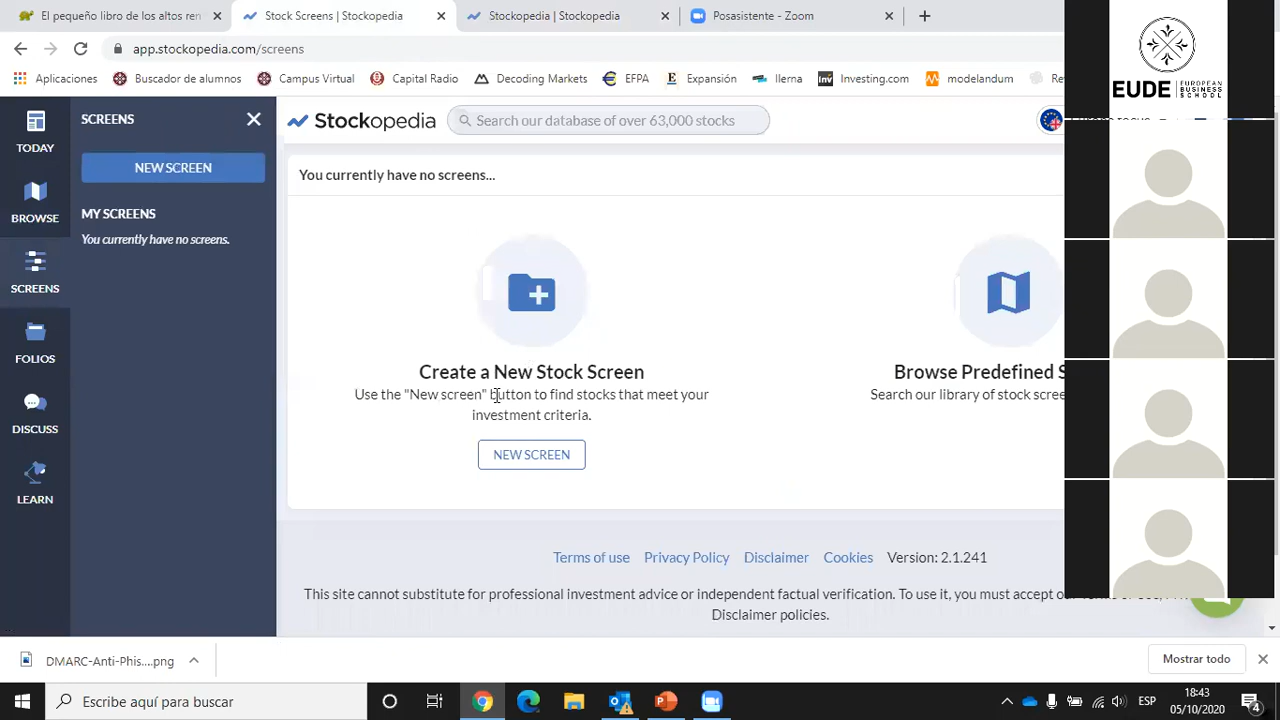 El pequeño libro de los altos ren
Stock Screens | Stockopedia
Stockopedia | Stockopedia
Posasistente - Zoom
app.stockopedia.com/screens
Aplicaciones
Buscador de alumnos
Campus Virtual
Capital Radio
Decoding Markets
EFPA
Expansión
Ilerna
Inv
Investing.com
modelandum
EUDE EUROPEAN BUSINESS SCHOOL
TODAY
BROWSE
SCREENS
FOLIOS
DISCUSS
LEARN
SCREENS
NEW SCREEN
MY SCREENS
You currently have no screens.
Stockopedia
Search our database of over 63,000 stocks
You currently have no screens...
Create a New Stock Screen
Use the "New screen" button to find stocks that meet your
investment criteria.
NEW SCREEN
Browse Predefined S
Search our library of stock scree
Terms of use
Privacy Policy
Disclaimer
Cookies
Version: 2.1.241
This site cannot substitute for professional investment advice or independent factual verification. To use it, you must accept
Disclaimer policies.
DMARC-Anti-Phis....png
Mostrar todo
Escribe aquí para buscar
ESP
18:43
05/10/2020
4